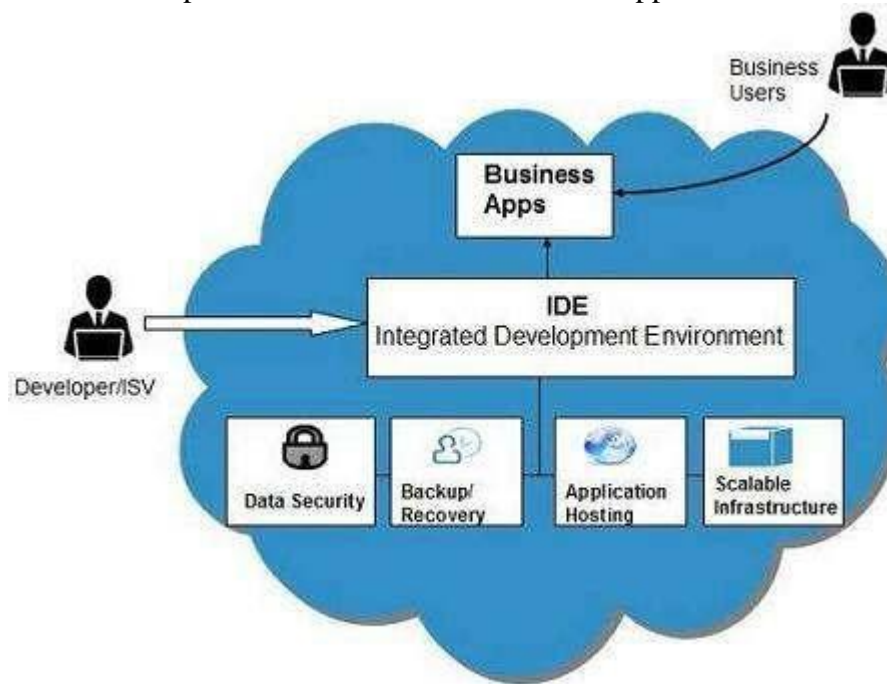 Business
Users
Business
Apps
IDE
Integrated Development Environment
Developer/ISV
Data Security
Backup/
Recovery
Application
Hosting
Scalable
Infrastructure